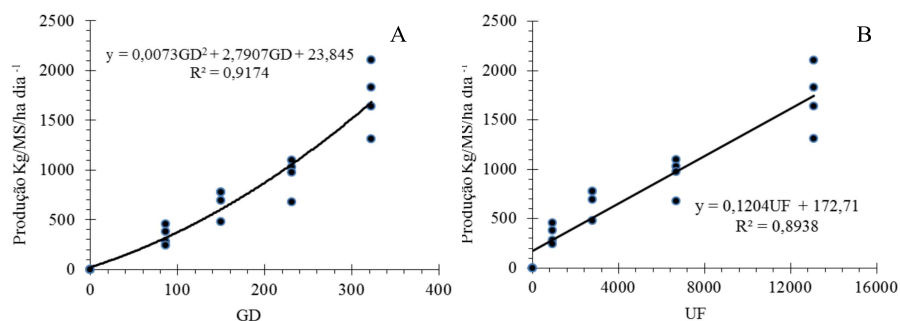 A
y = 0,0073GD² + 2,7907GD + 23,845
R² = 0,9174
Produção Kg/MS/ha dia ⁻¹
2500
2000
1500
1000
500
0
0 100 200 300 400
GD
B
y = 0,1204UF + 172,71
R² = 0,8938
Produção Kg/MS/ha dia ⁻¹
2500
2000
1500
1000
500
0
0 4000 8000 12000 16000
UF